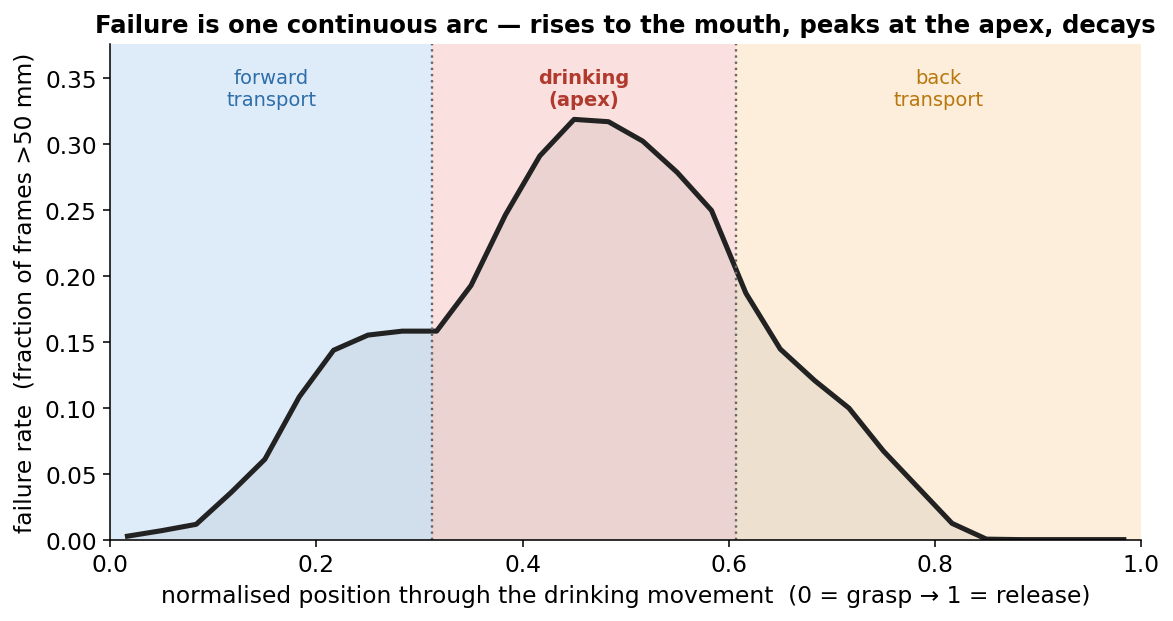 Failure is one continuous arc — rises to the mouth, peaks at the apex, decays
forward
transport
drinking
(apex)
back
transport
failure rate  (fraction of frames >50 mm)
0.35
0.30
0.25
0.20
0.15
0.10
0.05
0.00
0.0
0.2
0.4
0.6
0.8
1.0
normalised position through the drinking movement  (0 = grasp → 1 = release)